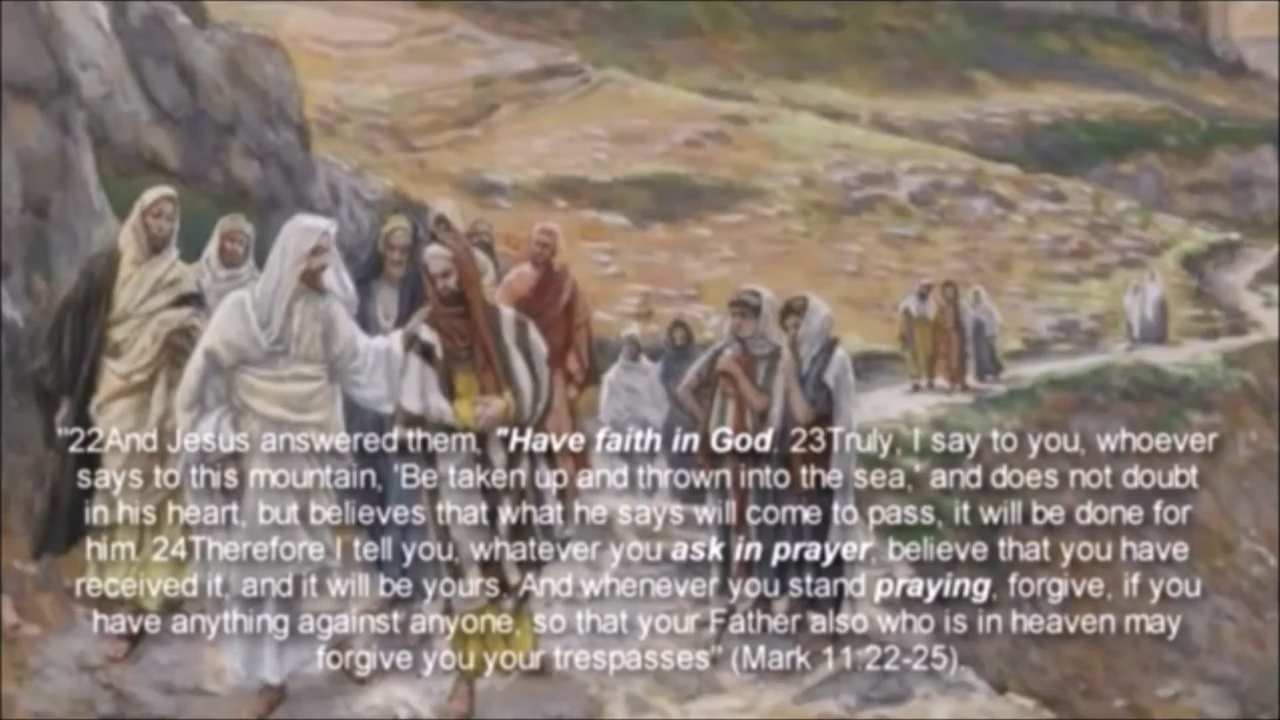 "22And Jesus answered them, "Have faith in God. 23Truly, I say to you, whoever
says to this mountain, 'Be taken up and thrown into the sea,' and does not doubt
in his heart, but believes that what he says will come to pass, it will be done for
him. 24Therefore I tell you, whatever you ask in prayer, believe that you have
received it, and it will be yours. And whenever you stand praying, forgive, if you
have anything against anyone, so that your Father also who is in heaven may
forgive you your trespasses" (Mark 11:22-25).